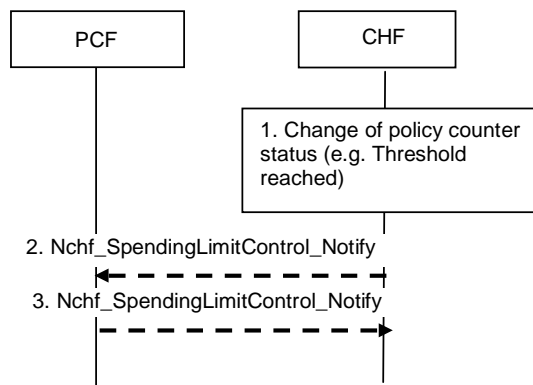 PCF
CHF
1. Change of policy counter
status (e.g. Threshold
reached)
2. Nchf_SpendingLimitControl_Notify
3. Nchf_SpendingLimitControl_Notify